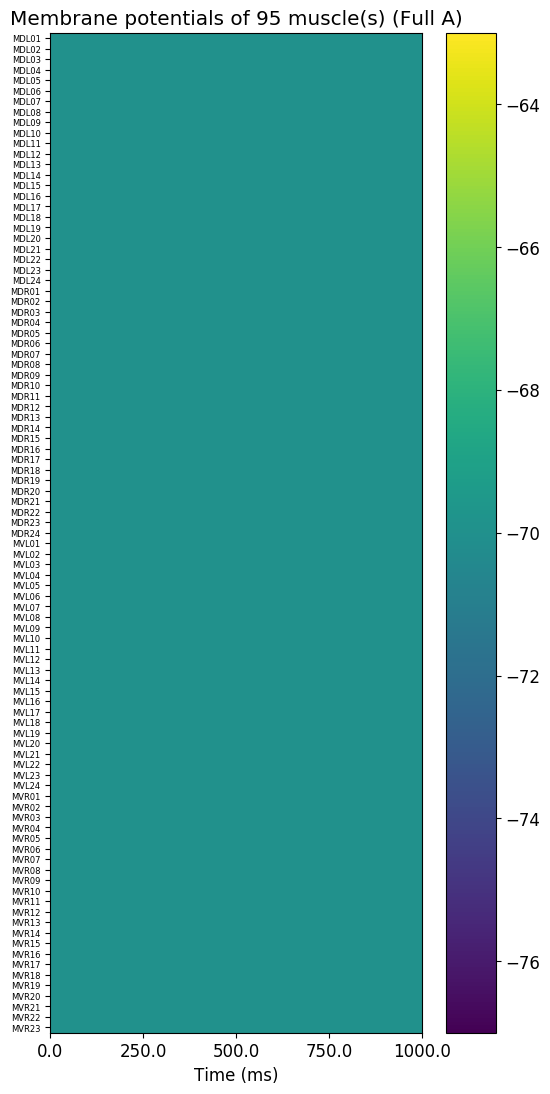 Membrane potentials of 95 muscle(s) (Full A)
MDL01
MDL02
MDL03
MDL04
MDL05
MDL06
MDL07
MDL08
MDL09
MDL10
MDL11
MDL12
MDL13
MDL14
MDL15
MDL16
MDL17
MDL18
MDL19
MDL20
MDL21
MDL22
MDL23
MDL24
MDR01
MDR02
MDR03
MDR04
MDR05
MDR06
MDR07
MDR08
MDR09
MDR10
MDR11
MDR12
MDR13
MDR14
MDR15
MDR16
MDR17
MDR18
MDR19
MDR20
MDR21
MDR22
MDR23
MDR24
MVL01
MVL02
MVL03
MVL04
MVL05
MVL06
MVL07
MVL08
MVL09
MVL10
MVL11
MVL12
MVL13
MVL14
MVL15
MVL16
MVL17
MVL18
MVL19
MVL20
MVL21
MVL22
MVL23
MVL24
MVR01
MVR02
MVR03
MVR04
MVR05
MVR06
MVR07
MVR08
MVR09
MVR10
MVR11
MVR12
MVR13
MVR14
MVR15
MVR16
MVR17
MVR18
MVR19
MVR20
MVR21
MVR22
MVR23
0.0 250.0 500.0 750.0 1000.0
Time (ms)
−64
−66
−68
−70
−72
−74
−76